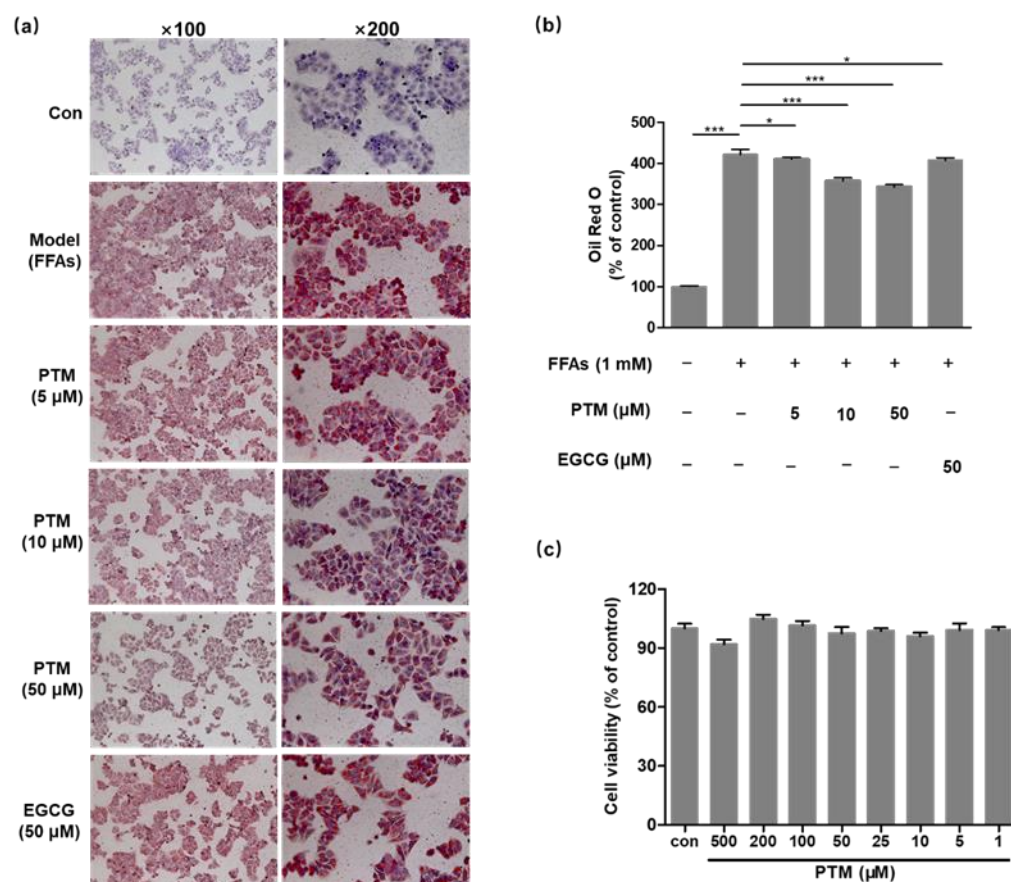 (a)
×100 ×200
Con
Model
(FFAs)
PTM
(5 μM)
PTM
(10 μM)
PTM
(50 μM)
EGCG
(50 μM)
(b)
*
***
***
*** *
Oil Red O
(% of control)
500
400
300
200
100
0
FFAs (1 mM) – + + + + +
PTM (μM) – – 5 10 50 –
EGCG (μM) – – – – – 50
(c)
Cell viability (% of control)
120
90
60
30
0
con 500 200 100 50 25 10 5 1
PTM (μM)